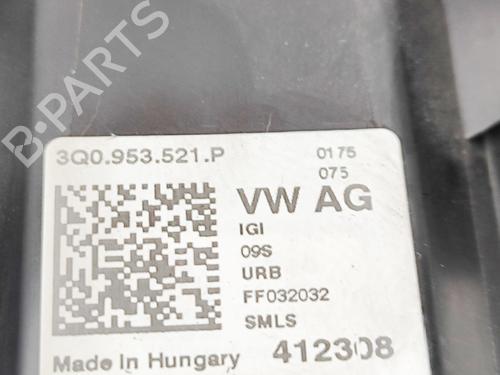 B-PARTS
3Q0.953.521.P
0175
075
VW AG
IGI
09S
URB
FF032032
SMLS
Made In Hungary
412308